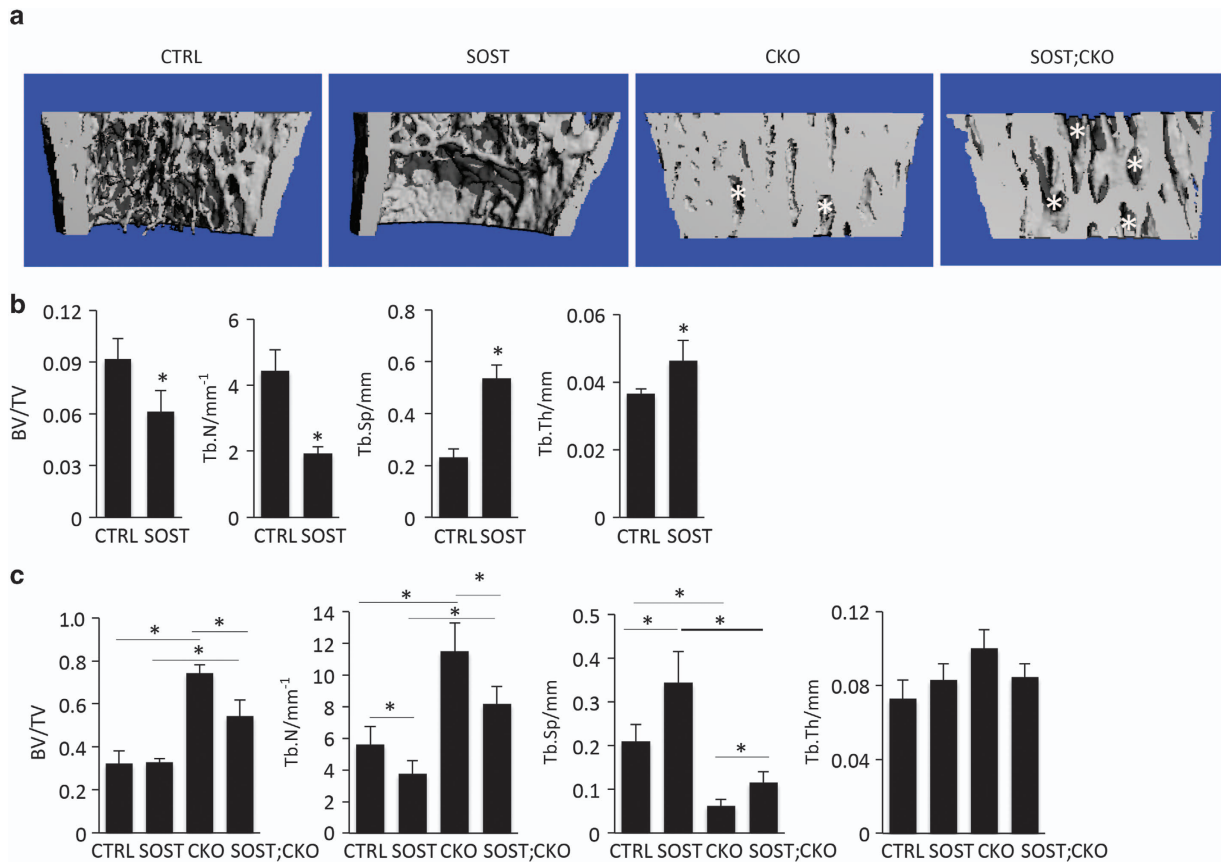 a
CTRL SOST CKO SOST;CKO
* * * * * *
b
BV/TV
0.12
0.09
0.06
0.03
0
*
CTRL SOST
Tb.N/mm⁻¹
6
4
2
0
*
CTRL SOST
Tb.Sp/mm
0.8
0.6
0.4
0.2
0
*
CTRL SOST
Tb.Th/mm
0.06
0.04
0.02
0
*
CTRL SOST
c
BV/TV
1.0
0.8
0.6
0.4
0.2
0
* * *
CTRL SOST CKO SOST;CKO
Tb.N/mm⁻¹
14
12
10
8
6
4
2
0
* * * *
CTRL SOST CKO SOST;CKO
Tb.Sp/mm
0.5
0.4
0.3
0.2
0.1
0
* * * *
CTRL SOST CKO SOST;CKO
Tb.Th/mm
0.12
0.08
0.04
0
CTRL SOST CKO SOST;CKO